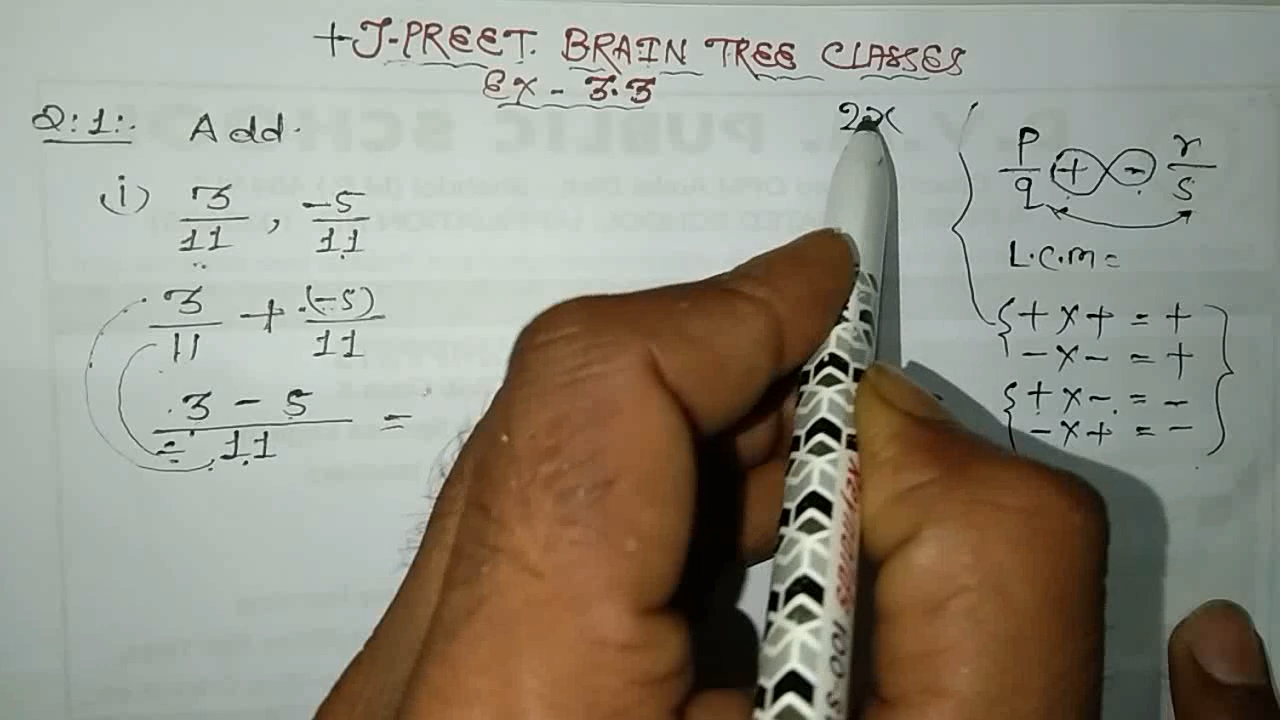 +J-PREET. BRAIN TREE CLASSES
EX - 3.3
Q:1:. Add.
i) 3/11 , -5/11
3/11 + (-5)/11
= 3 - 5 / 11 =
2x
p/q + - r/s
L.C.M =
+ x + = +
- x - = +
+ x - = -
- x + = -